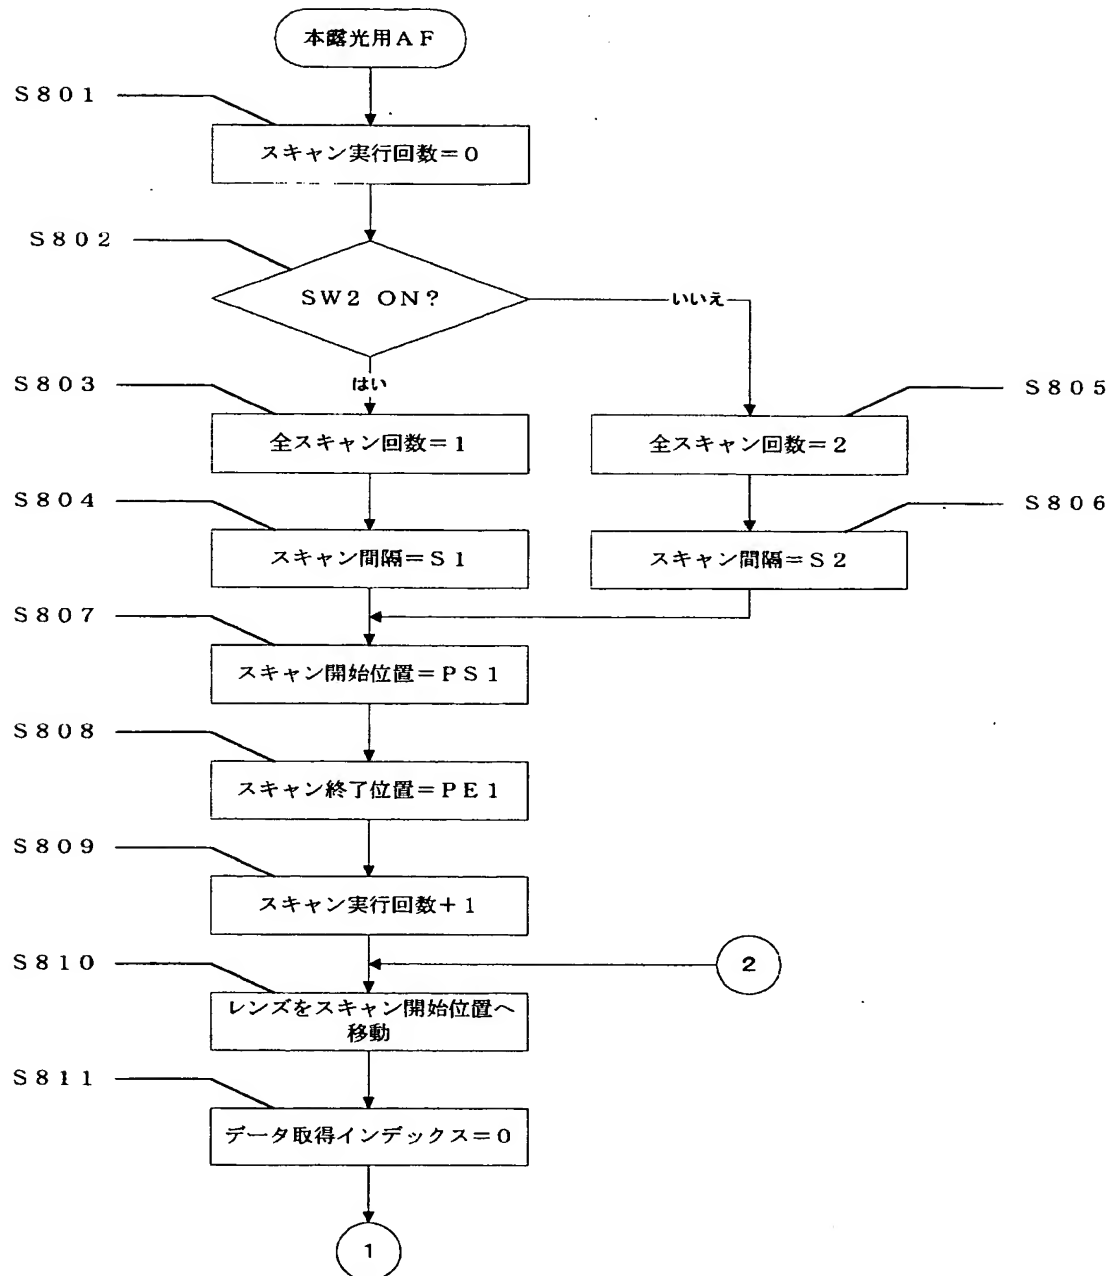 本露光用AF
S801
スキャン実行回数=0
S802
SW2 ON?
いいえ
はい
S803
全スキャン回数=1
S805
全スキャン回数=2
S804
スキャン間隔=S1
S806
スキャン間隔=S2
S807
スキャン開始位置=PS1
S808
スキャン終了位置=PE1
S809
スキャン実行回数+1
2
S810
レンズをスキャン開始位置へ
移動
S811
データ取得インデックス=0
1